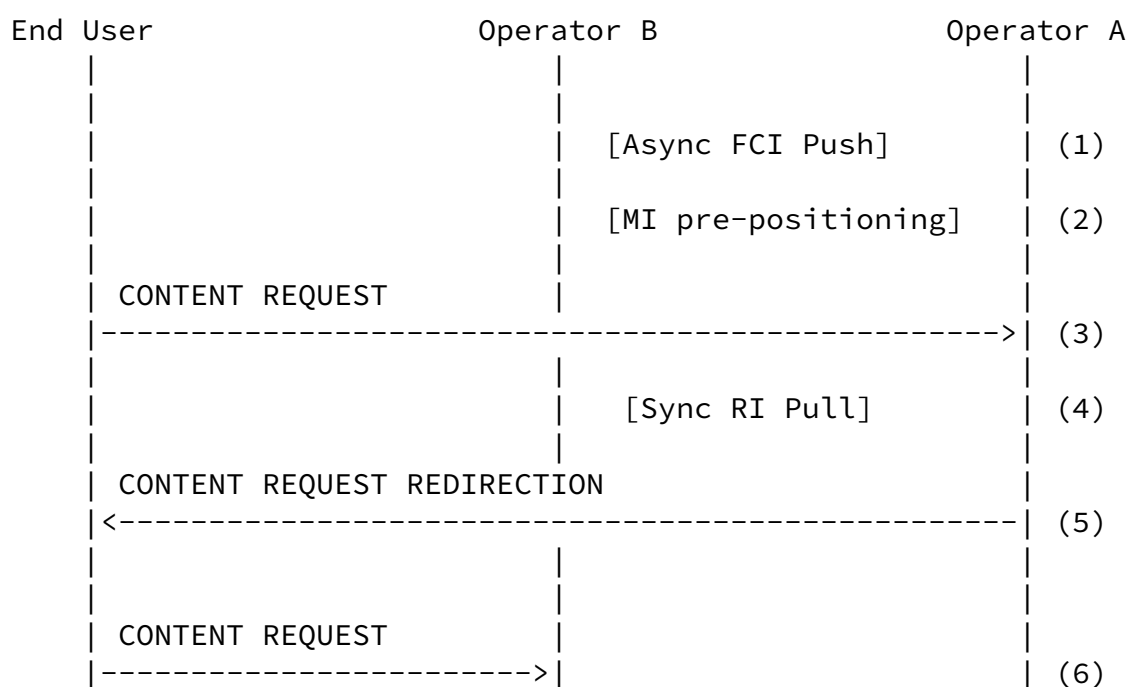 End User Operator B Operator A
[Async FCI Push] (1)
[MI pre-positioning] (2)
CONTENT REQUEST
(3)
[Sync RI Pull] (4)
CONTENT REQUEST REDIRECTION
(5)
CONTENT REQUEST
(6)